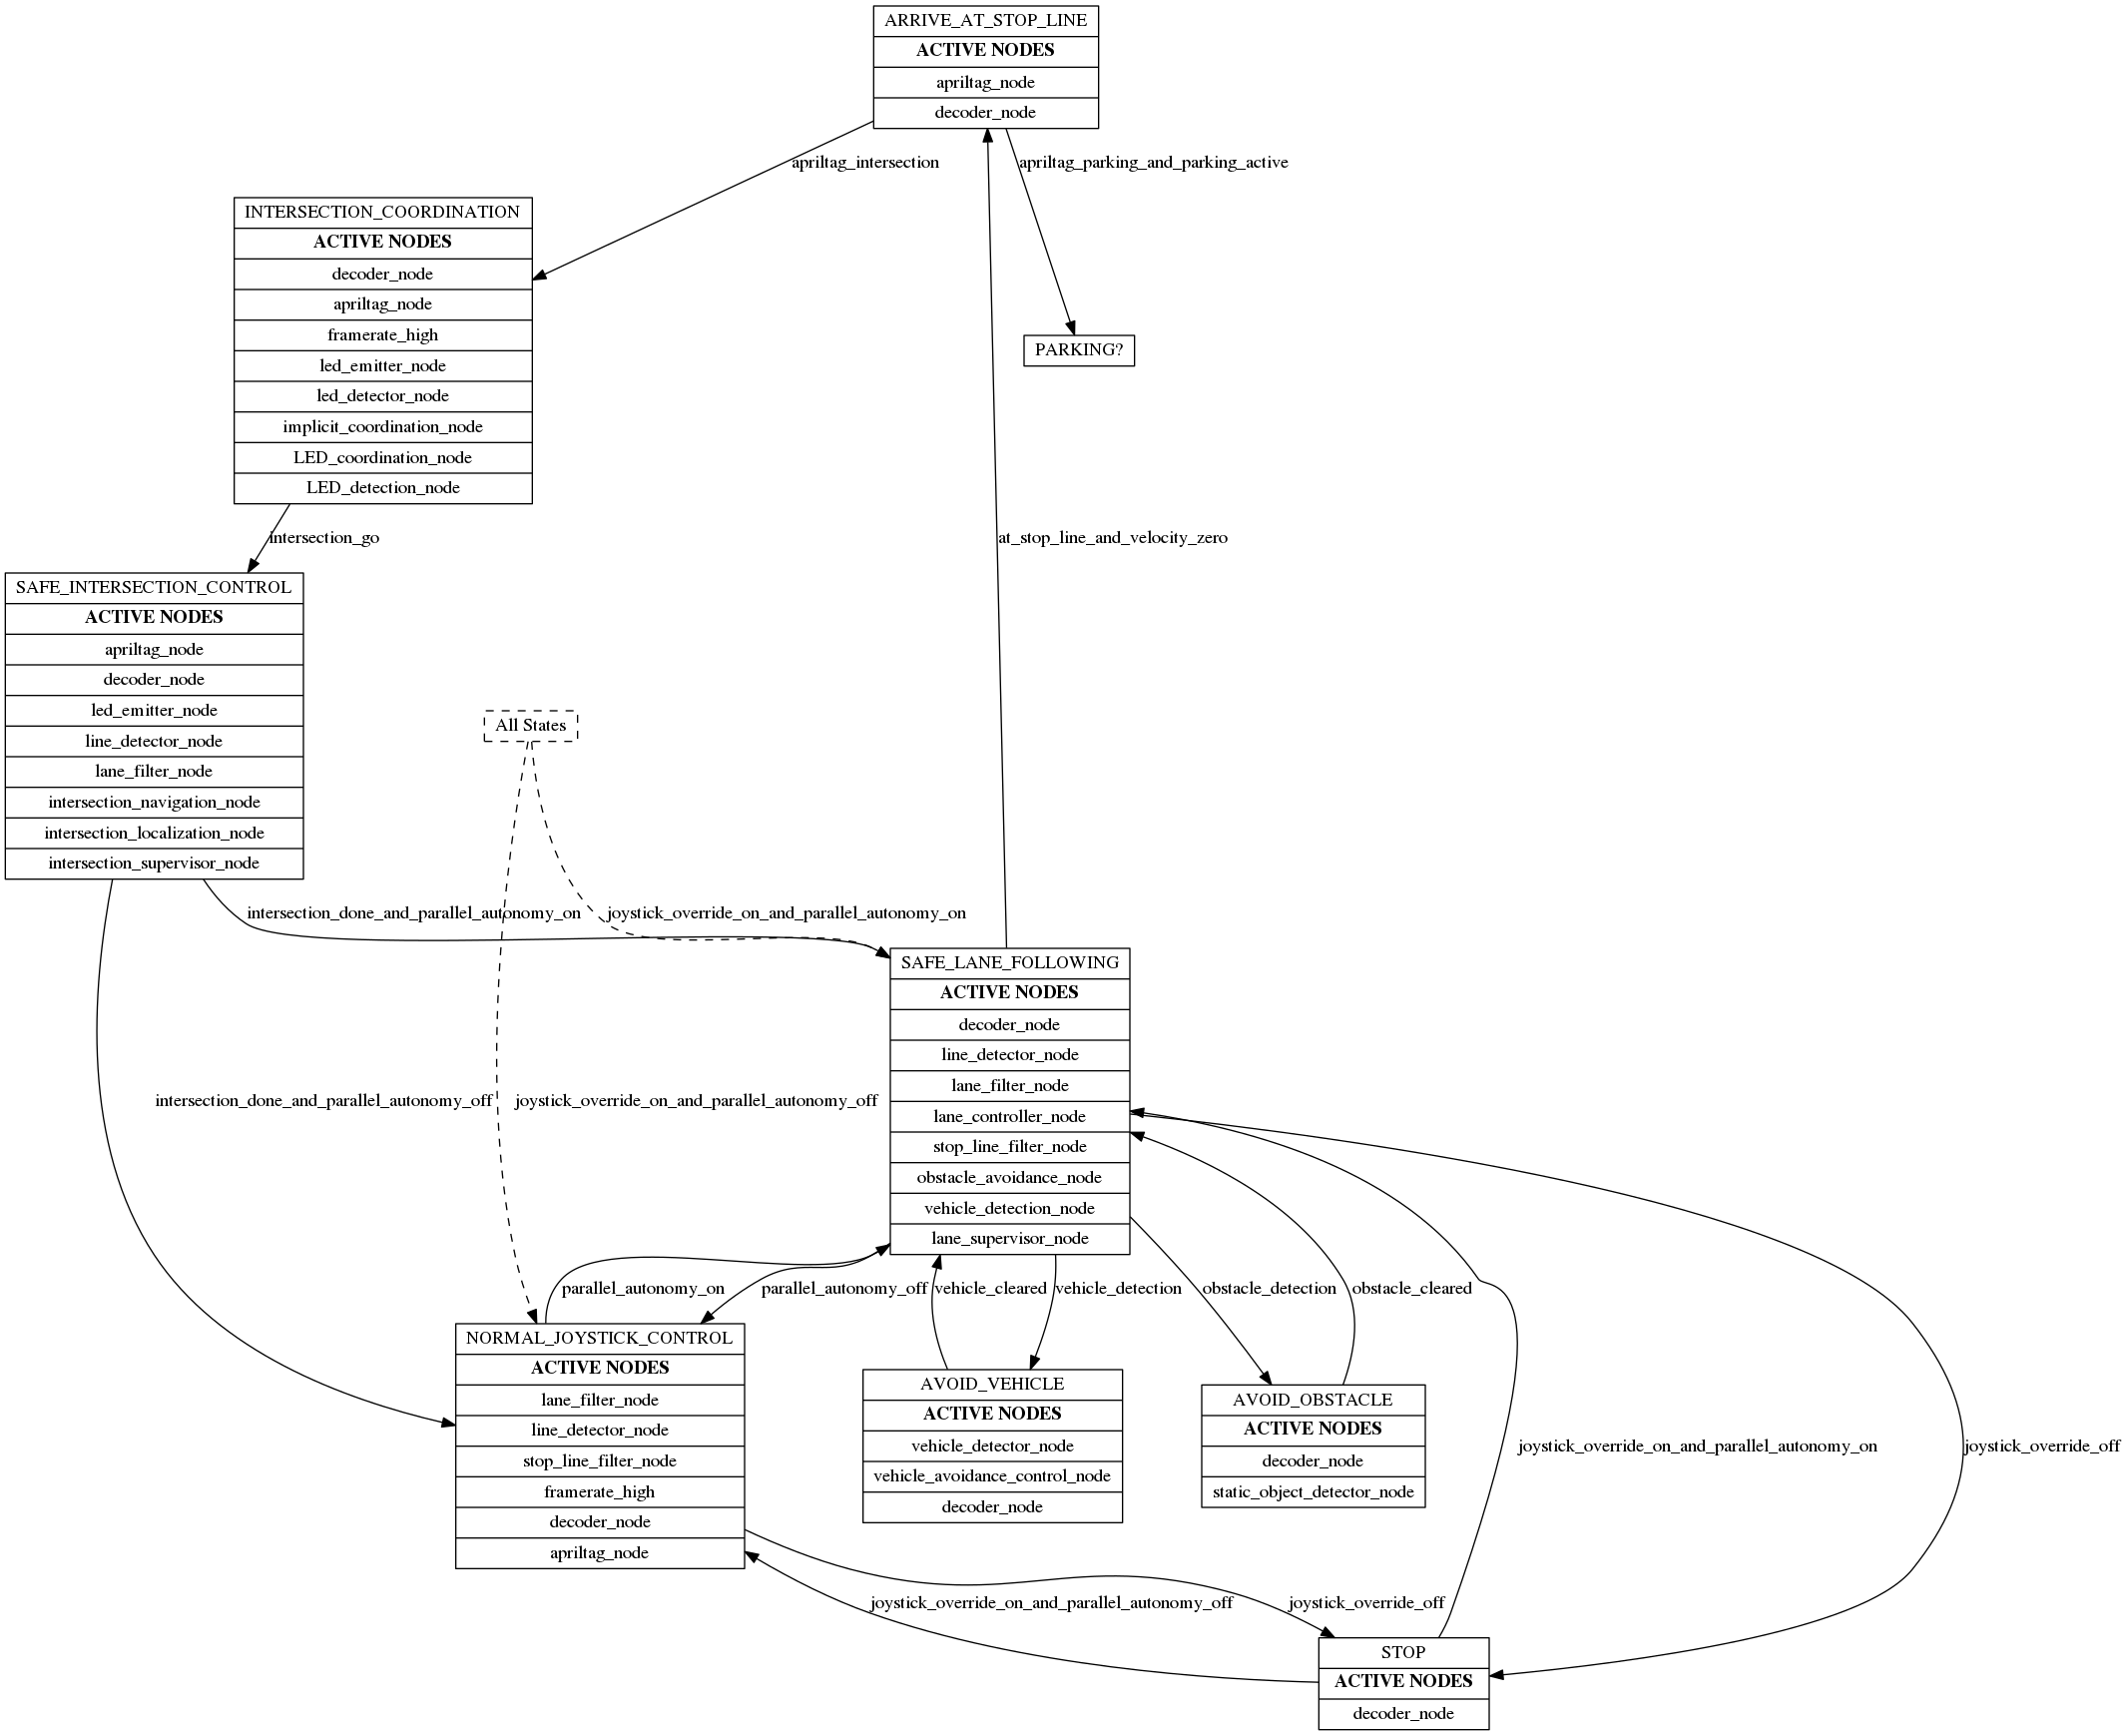 ARRIVE_AT_STOP_LINE
ACTIVE NODES
apriltag_node
decoder_node
apriltag_intersection
apriltag_parking_and_parking_active
INTERSECTION_COORDINATION
ACTIVE NODES
decoder_node
apriltag_node
framerate_high
led_emitter_node
led_detector_node
implicit_coordination_node
LED_coordination_node
LED_detection_node
PARKING?
intersection_go
at_stop_line_and_velocity_zero
SAFE_INTERSECTION_CONTROL
ACTIVE NODES
apriltag_node
decoder_node
led_emitter_node
line_detector_node
lane_filter_node
intersection_navigation_node
intersection_localization_node
intersection_supervisor_node
All States
intersection_done_and_parallel_autonomy_on
joystick_override_on_and_parallel_autonomy_on
SAFE_LANE_FOLLOWING
ACTIVE NODES
decoder_node
line_detector_node
lane_filter_node
lane_controller_node
stop_line_filter_node
obstacle_avoidance_node
vehicle_detection_node
lane_supervisor_node
intersection_done_and_parallel_autonomy_off
joystick_override_on_and_parallel_autonomy_off
parallel_autonomy_on
parallel_autonomy_off
vehicle_cleared
vehicle_detection
obstacle_detection
obstacle_cleared
NORMAL_JOYSTICK_CONTROL
ACTIVE NODES
lane_filter_node
line_detector_node
stop_line_filter_node
framerate_high
decoder_node
apriltag_node
AVOID_VEHICLE
ACTIVE NODES
vehicle_detector_node
vehicle_avoidance_control_node
decoder_node
AVOID_OBSTACLE
ACTIVE NODES
decoder_node
static_object_detector_node
joystick_override_on_and_parallel_autonomy_on
joystick_override_off
joystick_override_on_and_parallel_autonomy_off
joystick_override_off
STOP
ACTIVE NODES
decoder_node